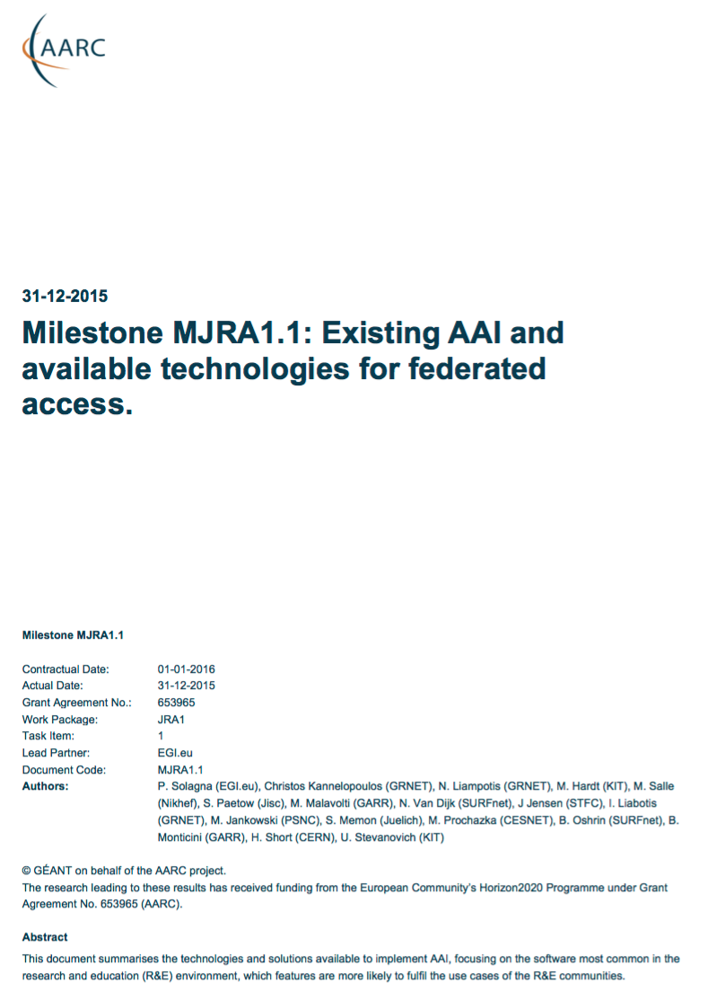 AARC
31-12-2015
Milestone MJRA1.1: Existing AAI and
available technologies for federated
access.
Milestone MJRA1.1
Contractual Date: 01-01-2016
Actual Date: 31-12-2015
Grant Agreement No.: 653965
Work Package: JRA1
Task Item: 1
Lead Partner: EGI.eu
Document Code: MJRA1.1
Authors: P. Solagna (EGI.eu), Christos Kannelopoulos (GRNET), N. Liampotis (GRNET), M. Hardt (KIT), M. Salle
(Nikhef), S. Paetow (Jisc), M. Malavolti (GARR), N. Van Dijk (SURFnet), J Jensen (STFC), I. Liabotis
(GRNET), M. Jankowski (PSNC), S. Memon (Juelich), M. Prochazka (CESNET), B. Oshrin (SURFnet), B.
Monticini (GARR), H. Short (CERN), U. Stevanovich (KIT)
© GÉANT on behalf of the AARC project.
The research leading to these results has received funding from the European Community's Horizon2020 Programme under Grant
Agreement No. 653965 (AARC).
Abstract
This document summarises the technologies and solutions available to implement AAI, focusing on the software most common in the
research and education (R&E) environment, which features are more likely to fulfil the use cases of the R&E communities.